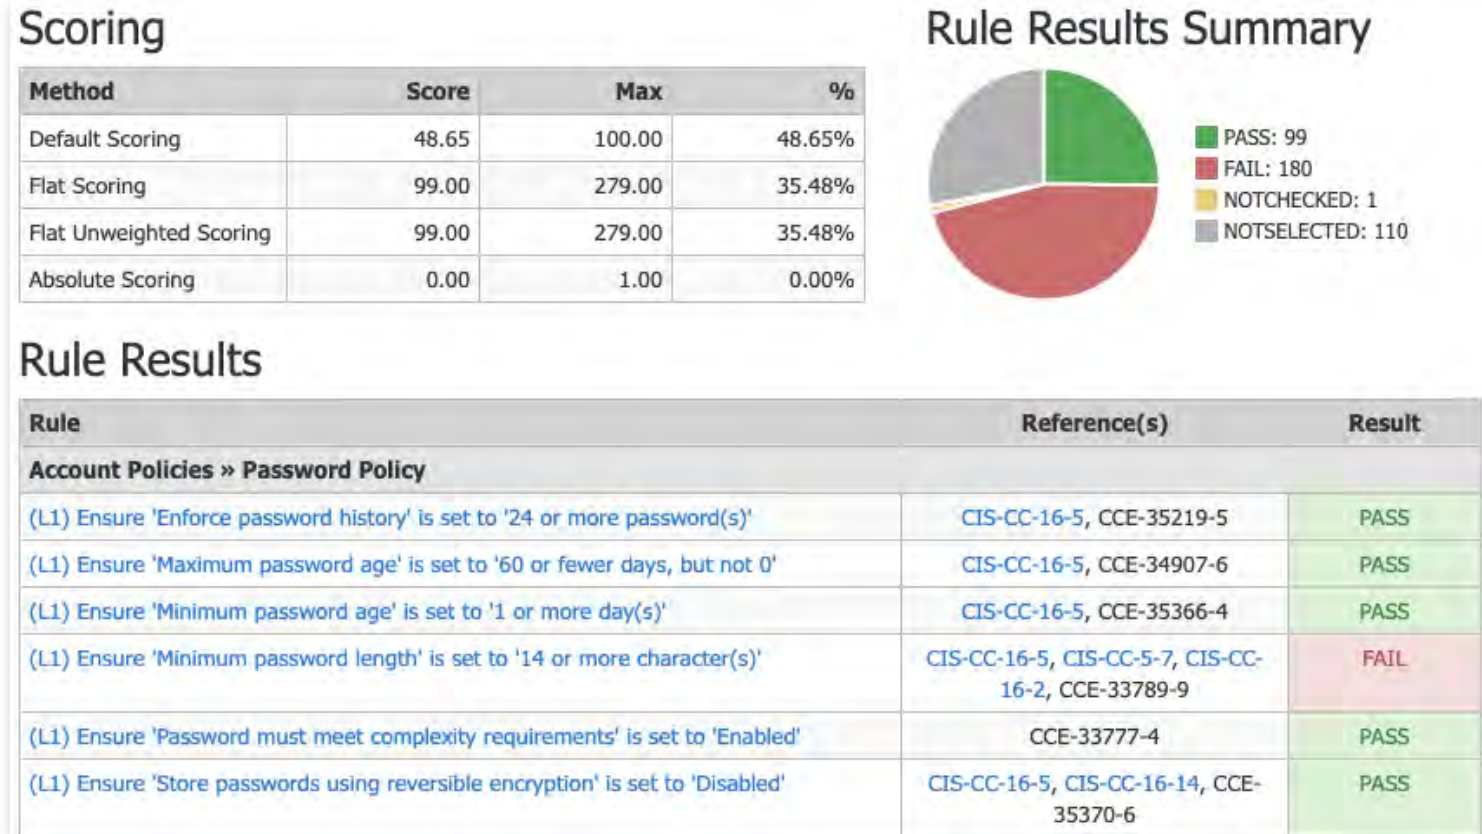 Scoring
Method Score Max %
Default Scoring 48.65 100.00 48.65%
Flat Scoring 99.00 279.00 35.48%
Flat Unweighted Scoring 99.00 279.00 35.48%
Absolute Scoring 0.00 1.00 0.00%
Rule Results Summary
PASS: 99
FAIL: 180
NOTCHECKED: 1
NOTSELECTED: 110
Rule Results
Rule Reference(s) Result
Account Policies » Password Policy
(L1) Ensure 'Enforce password history' is set to '24 or more password(s)' CIS-CC-16-5, CCE-35219-5 PASS
(L1) Ensure 'Maximum password age' is set to '60 or fewer days, but not 0' CIS-CC-16-5, CCE-34907-6 PASS
(L1) Ensure 'Minimum password age' is set to '1 or more day(s)' CIS-CC-16-5, CCE-35366-4 PASS
(L1) Ensure 'Minimum password length' is set to '14 or more character(s)' CIS-CC-16-5, CIS-CC-5-7, CIS-CC- FAIL
16-2, CCE-33789-9
(L1) Ensure 'Password must meet complexity requirements' is set to 'Enabled' CCE-33777-4 PASS
(L1) Ensure 'Store passwords using reversible encryption' is set to 'Disabled' CIS-CC-16-5, CIS-CC-16-14, CCE- PASS
35370-6